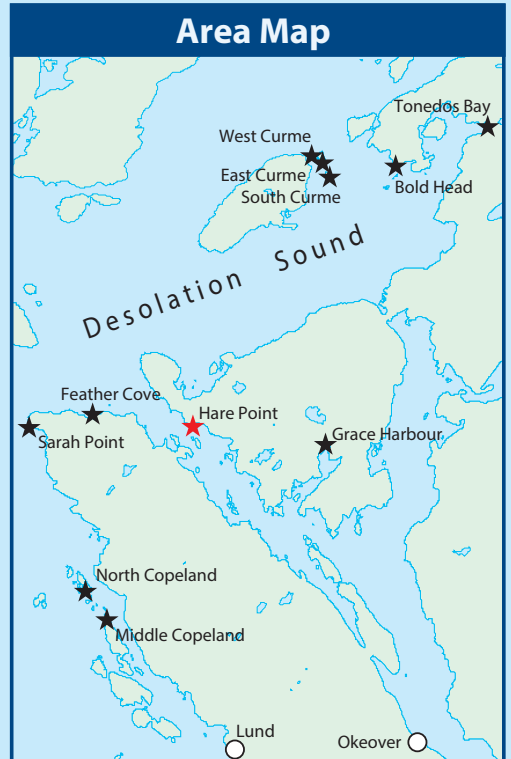 Area Map
Tonedos Bay
West Curme
East Curme
South Curme
Bold Head
Desolation Sound
Feather Cove
Hare Point
Sarah Point
Grace Harbour
North Copeland
Middle Copeland
Lund
Okeover